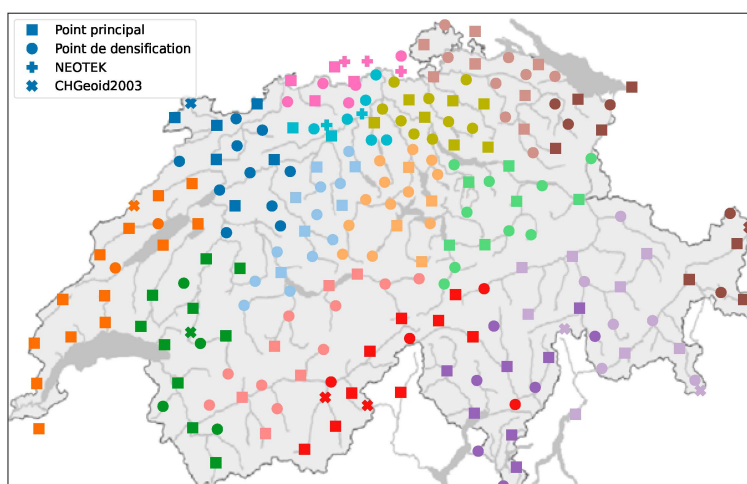 Point principal
Point de densification
NEOTEK
CHGeoid2003